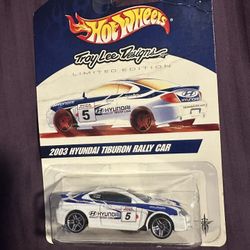 HOT WHEELS
Troy Lee Designs
LIMITED EDITION
5
HYUNDAI
2003 HYUNDAI TIBURON RALLY CAR
HYUNDAI
5